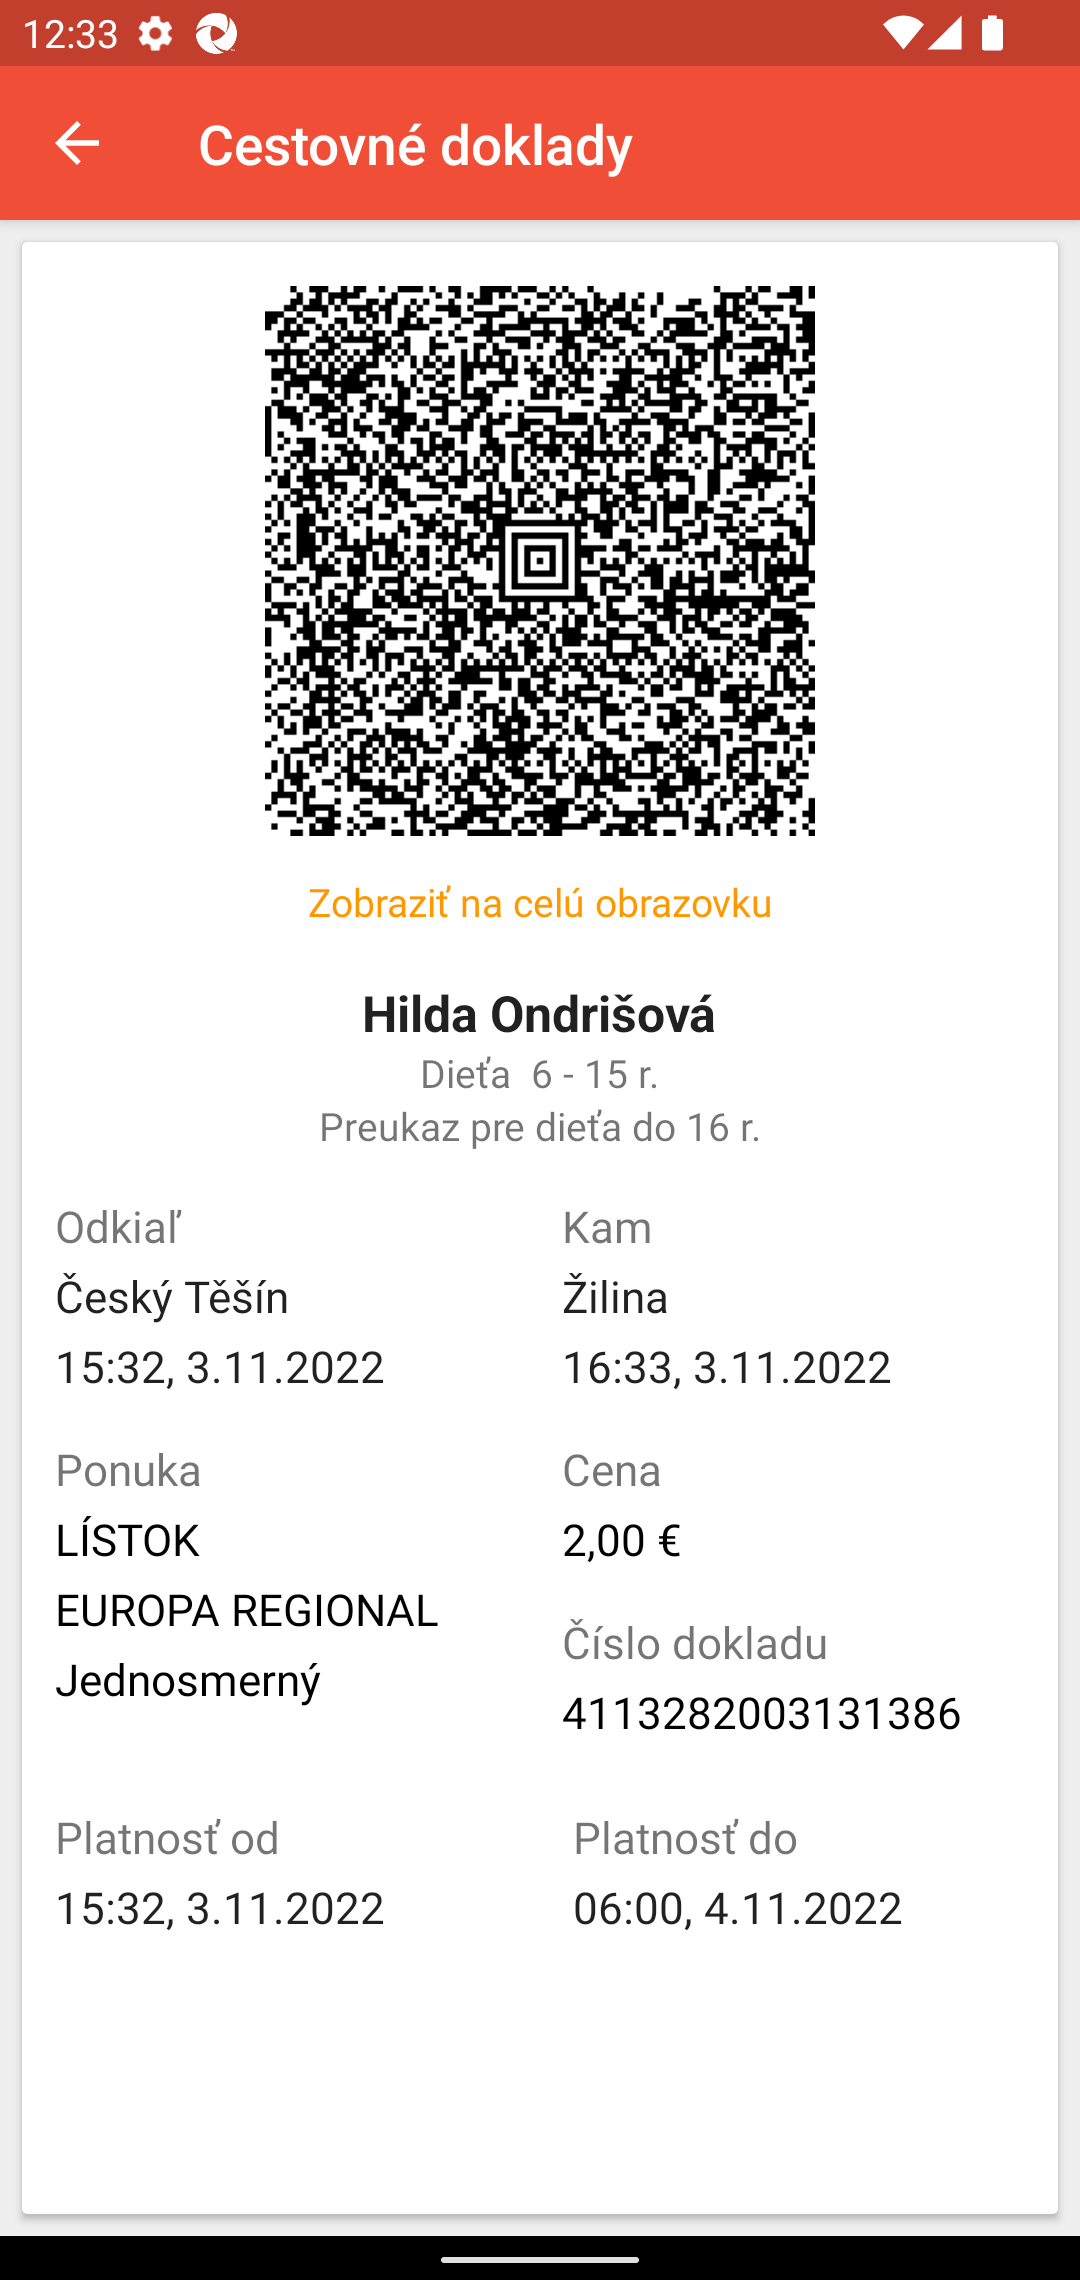 12:33
Cestovné doklady
Zobraziť na celú obrazovku
Hilda Ondrišová
Dieťa  6 - 15 r.
Preukaz pre dieťa do 16 r.
Odkiaľ
Český Těšín
15:32, 3.11.2022
Kam
Žilina
16:33, 3.11.2022
Ponuka
LÍSTOK
EUROPA REGIONAL
Jednosmerný
Cena
2,00 €
Číslo dokladu
4113282003131386
Platnosť od
15:32, 3.11.2022
Platnosť do
06:00, 4.11.2022